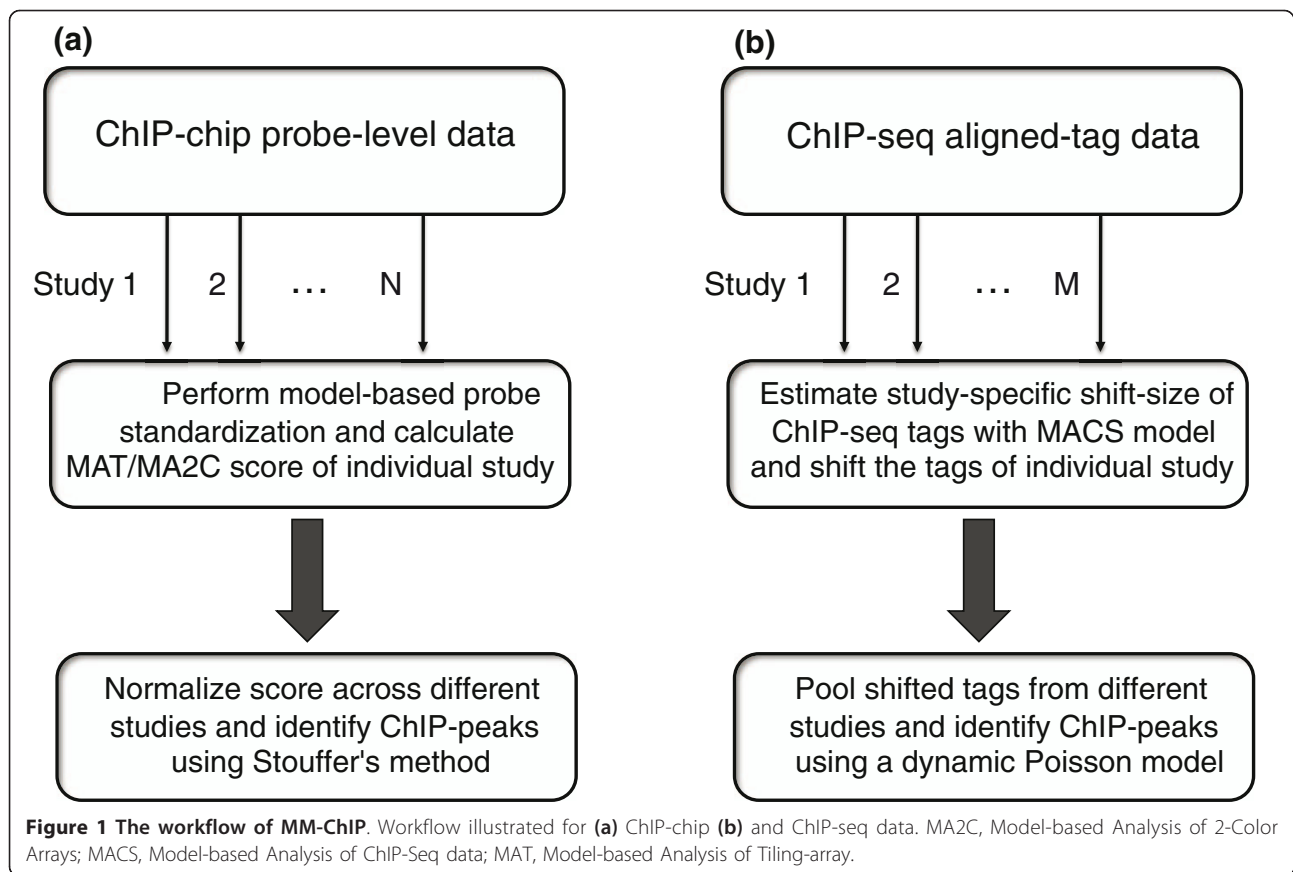 (a)
ChIP-chip probe-level data
Study 1 2 ... N
Perform model-based probe
standardization and calculate
MAT/MA2C score of individual study
Normalize score across different
studies and identify ChIP-peaks
using Stouffer's method
(b)
ChIP-seq aligned-tag data
Study 1 2 ... M
Estimate study-specific shift-size of
ChIP-seq tags with MACS model
and shift the tags of individual study
Pool shifted tags from different
studies and identify ChIP-peaks
using a dynamic Poisson model
Figure 1 The workflow of MM-ChIP. Workflow illustrated for (a) ChIP-chip (b) and ChIP-seq data. MA2C, Model-based Analysis of 2-Color
Arrays; MACS, Model-based Analysis of ChIP-Seq data; MAT, Model-based Analysis of Tiling-array.